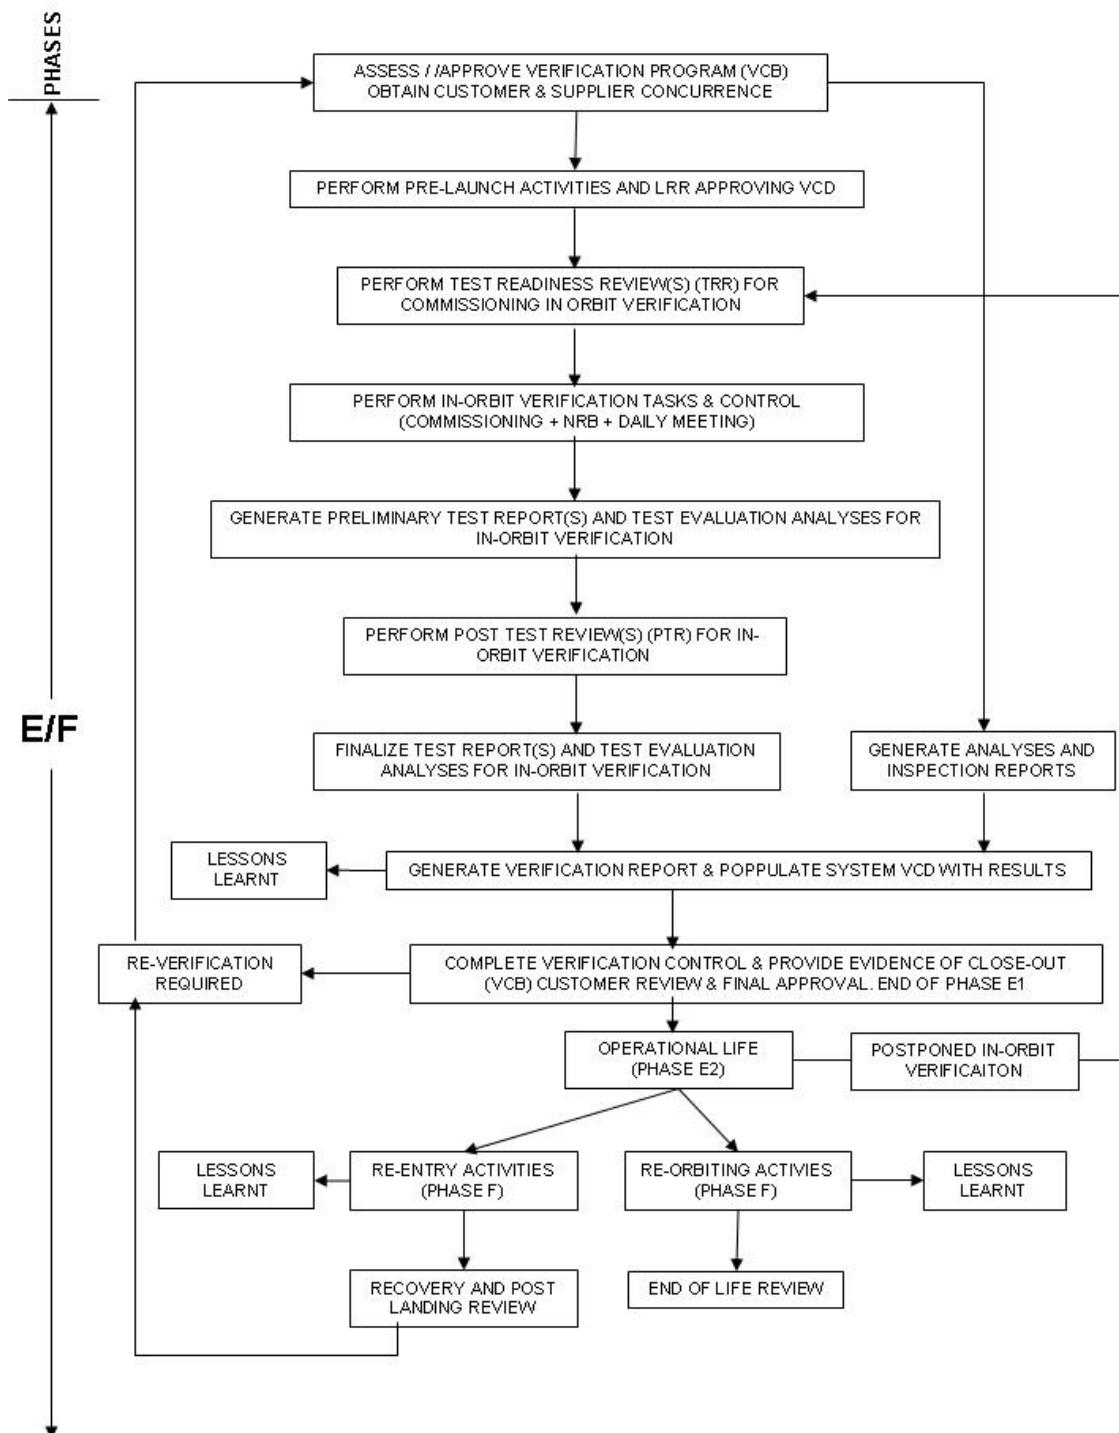 PHASES
ASSESS / /APPROVE VERIFICATION PROGRAM (VCB)
OBTAIN CUSTOMER & SUPPLIER CONCURRENCE
PERFORM PRE-LAUNCH ACTIVITIES AND LRR APPROVING VCD
PERFORM TEST READINESS REVIEW(S) (TRR) FOR
COMMISSIONING IN ORBIT VERIFICATION
PERFORM IN-ORBIT VERIFICATION TASKS & CONTROL
(COMMISSIONING + NRB + DAILY MEETING)
GENERATE PRELIMINARY TEST REPORT(S) AND TEST EVALUATION ANALYSES FOR
IN-ORBIT VERIFICATION
PERFORM POST TEST REVIEW(S) (PTR) FOR IN-
ORBIT VERIFICATION
E/F
FINALIZE TEST REPORT(S) AND TEST EVALUATION
ANALYSES FOR IN-ORBIT VERIFICATION
GENERATE ANALYSES AND
INSPECTION REPORTS
LESSONS
LEARNT
GENERATE VERIFICATION REPORT & POPPULATE SYSTEM VCD WITH RESULTS
RE-VERIFICATION
REQUIRED
COMPLETE VERIFICATION CONTROL & PROVIDE EVIDENCE OF CLOSE-OUT
(VCB) CUSTOMER REVIEW & FINAL APPROVAL. END OF PHASE E1
OPERATIONAL LIFE
(PHASE E2)
POSTPONED IN-ORBIT
VERIFICAITON
LESSONS
LEARNT
RE-ENTRY ACTIVITIES
(PHASE F)
RE-ORBITING ACTIVIES
(PHASE F)
LESSONS
LEARNT
RECOVERY AND POST
LANDING REVIEW
END OF LIFE REVIEW